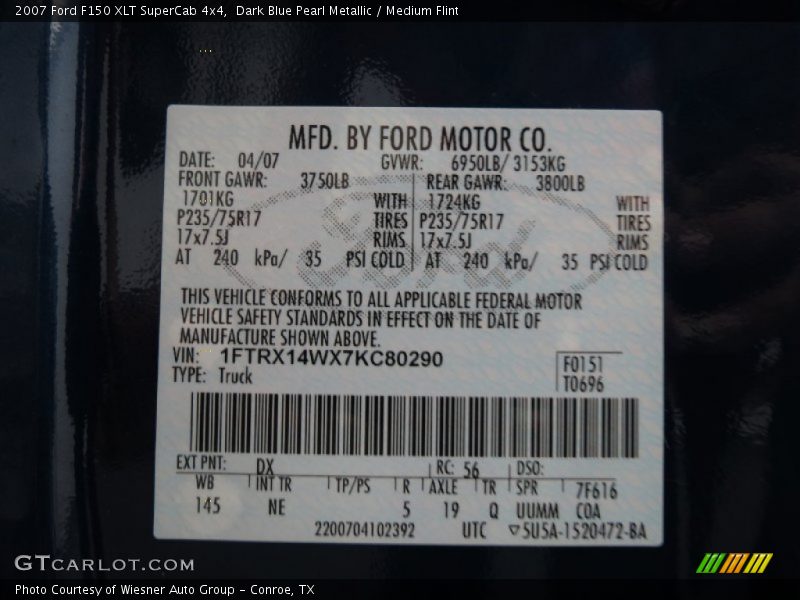 2007 Ford F150 XLT SuperCab 4x4,  Dark Blue Pearl Metallic / Medium Flint
MFD. BY FORD MOTOR CO.
DATE: 04/07 GVWR: 6950LB/ 3153KG
FRONT GAWR: 3750LB REAR GAWR: 3800LB
1701KG WITH 1724KG WITH
P235/75R17 TIRES P235/75R17 TIRES
17x7.5J RIMS 17x7.5J RIMS
AT 240 kPa/ 35 PSI COLD AT 240 kPa/ 35 PSI COLD
Ford
THIS VEHICLE CONFORMS TO ALL APPLICABLE FEDERAL MOTOR
VEHICLE SAFETY STANDARDS IN EFFECT ON THE DATE OF
MANUFACTURE SHOWN ABOVE.
VIN: 1FTRX14WX7KC80290
F0151
TYPE: Truck
T0696
EXT PNT: DX RC: 56 DSO:
WB INT TR TP/PS R AXLE TR SPR 7F616
145 NE 5 19 Q UUMM COA
2200704102392 UTC ▽5U5A-1520472-BA
GTCARLOT.COM
Photo Courtesy of Wiesner Auto Group - Conroe, TX